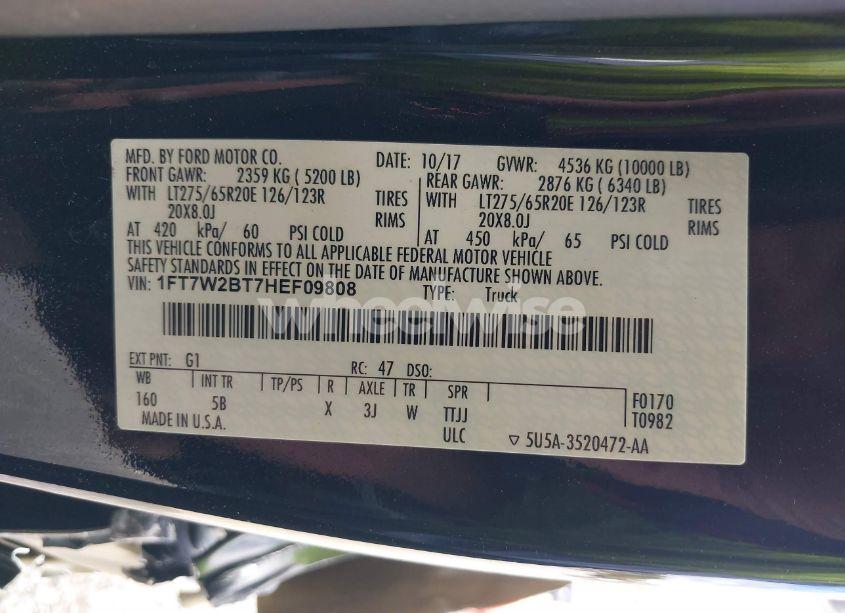 MFD. BY FORD MOTOR CO. DATE: 10/17 GVWR: 4536 KG (10000 LB)
FRONT GAWR: 2359 KG ( 5200 LB) REAR GAWR: 2876 KG ( 6340 LB)
WITH LT275/65R20E 126/123R TIRES WITH LT275/65R20E 126/123R TIRES
20X8.0J RIMS 20X8.0J RIMS
AT 420 kPa/ 60 PSI COLD AT 450 kPa/ 65 PSI COLD
THIS VEHICLE CONFORMS TO ALL APPLICABLE FEDERAL MOTOR VEHICLE
SAFETY STANDARDS IN EFFECT ON THE DATE OF MANUFACTURE SHOWN ABOVE.
VIN: 1FT7W2BT7HEF09808 TYPE: Truck
wheelwise
EXT PNT: G1 RC: 47 DSO:
WB INT TR TP/PS R AXLE TR SPR F0170
160 5B X 3J W TTJJ T0982
MADE IN U.S.A. ULC ▽ 5U5A-3520472-AA